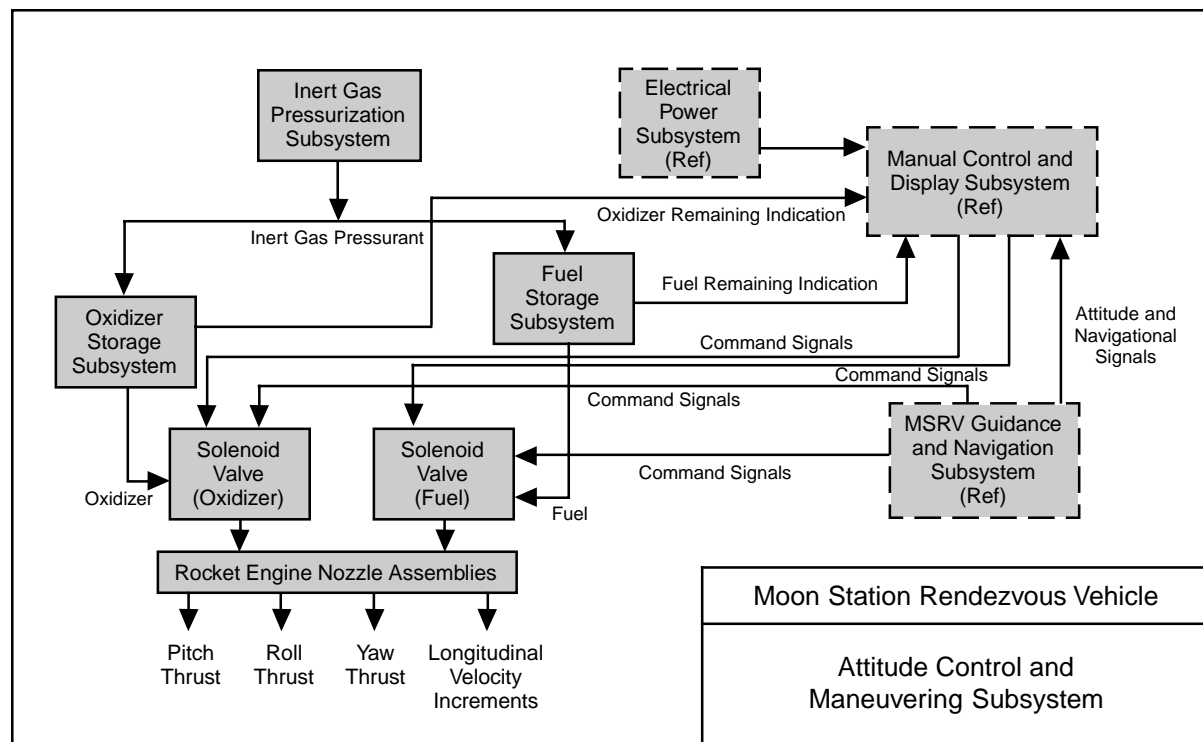 Inert Gas
Pressurization
Subsystem
Electrical
Power
Subsystem
(Ref)
Manual Control and
Display Subsystem
(Ref)
Oxidizer Remaining Indication
Inert Gas Pressurant
Fuel
Storage
Subsystem
Fuel Remaining Indication
Oxidizer
Storage
Subsystem
Attitude and
Navigational
Signals
Command Signals
Command Signals
Command Signals
Solenoid
Valve
(Oxidizer)
Solenoid
Valve
(Fuel)
MSRV Guidance
and Navigation
Subsystem
(Ref)
Command Signals
Oxidizer
Fuel
Rocket Engine Nozzle Assemblies
Pitch
Thrust
Roll
Thrust
Yaw
Thrust
Longitudinal
Velocity
Increments
Moon Station Rendezvous Vehicle
Attitude Control and
Maneuvering Subsystem